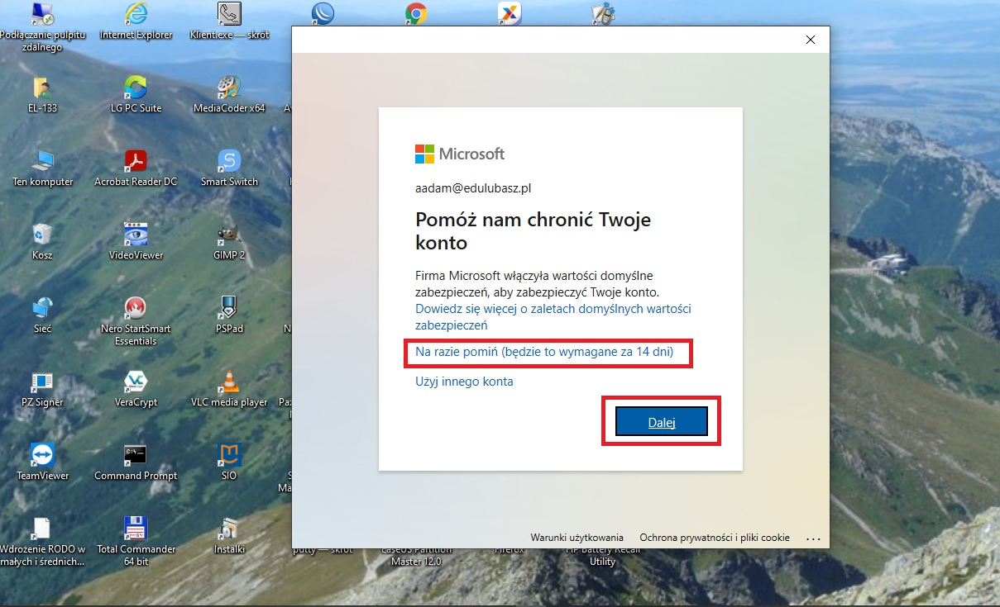 Podłączanie pulpitu
zdalnego
Internet Explorer
Klient.exe — skrót
EL-133
LG PC Suite
MediaCoder x64
Ten komputer
Acrobat Reader DC
Smart Switch
Kosz
VideoViewer
GIMP 2
Sieć
Nero StartSmart
Essentials
PSPad
PZ Signer
VeraCrypt
VLC media player
TeamViewer
Command Prompt
SIO
Wdrożenie RODO w
małych i średnich...
Total Commander
64 bit
Instalki
putty — skrót
EaseUS Partition
Master 12.0
Firefox
HP Battery Recall
Utility
Microsoft
aadam@edulubasz.pl
Pomóż nam chronić Twoje
konto
Firma Microsoft włączyła wartości domyślne
zabezpieczeń, aby zabezpieczyć Twoje konto.
Dowiedz się więcej o zaletach domyślnych wartości
zabezpieczeń
Na razie pomiń (będzie to wymagane za 14 dni)
Użyj innego konta
Dalej
Warunki użytkowania
Ochrona prywatności i pliki cookie
...